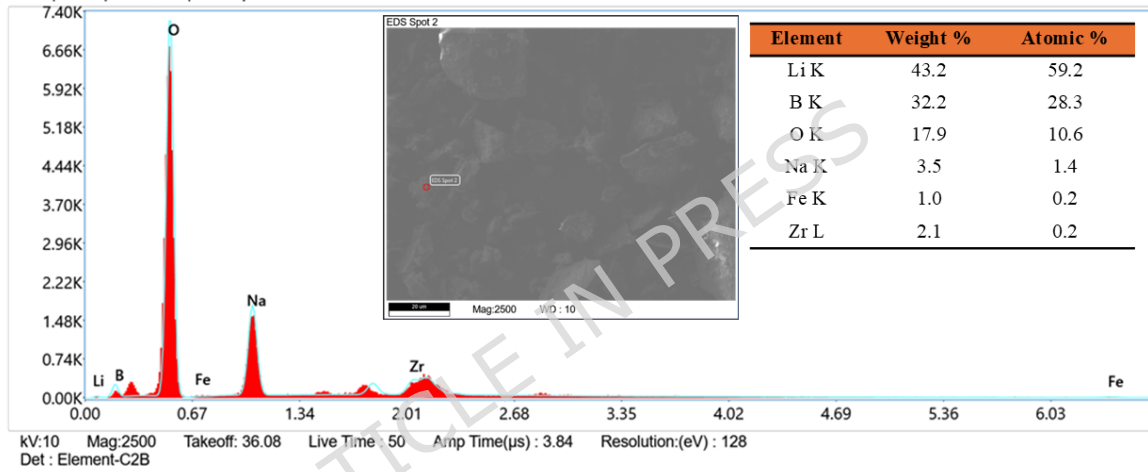 7.40K
6.66K
5.92K
5.18K
4.44K
3.70K
2.96K
2.22K
1.48K
0.74K
0.00K
O
Na
Li
B
Fe
Zr
Fe
0.00
0.67
1.34
2.01
2.68
3.35
4.02
4.69
5.36
6.03
EDS Spot 2
EDS Spot 2
20 um
Mag:2500 WD : 10
Element Weight % Atomic %
Li K 43.2 59.2
B K 32.2 28.3
O K 17.9 10.6
Na K 3.5 1.4
Fe K 1.0 0.2
Zr L 2.1 0.2
kV:10 Mag:2500 Takeoff: 36.08 Live Time : 50 Amp Time(µs) : 3.84 Resolution:(eV) : 128
Det : Element-C2B
TICLE IN PRESS